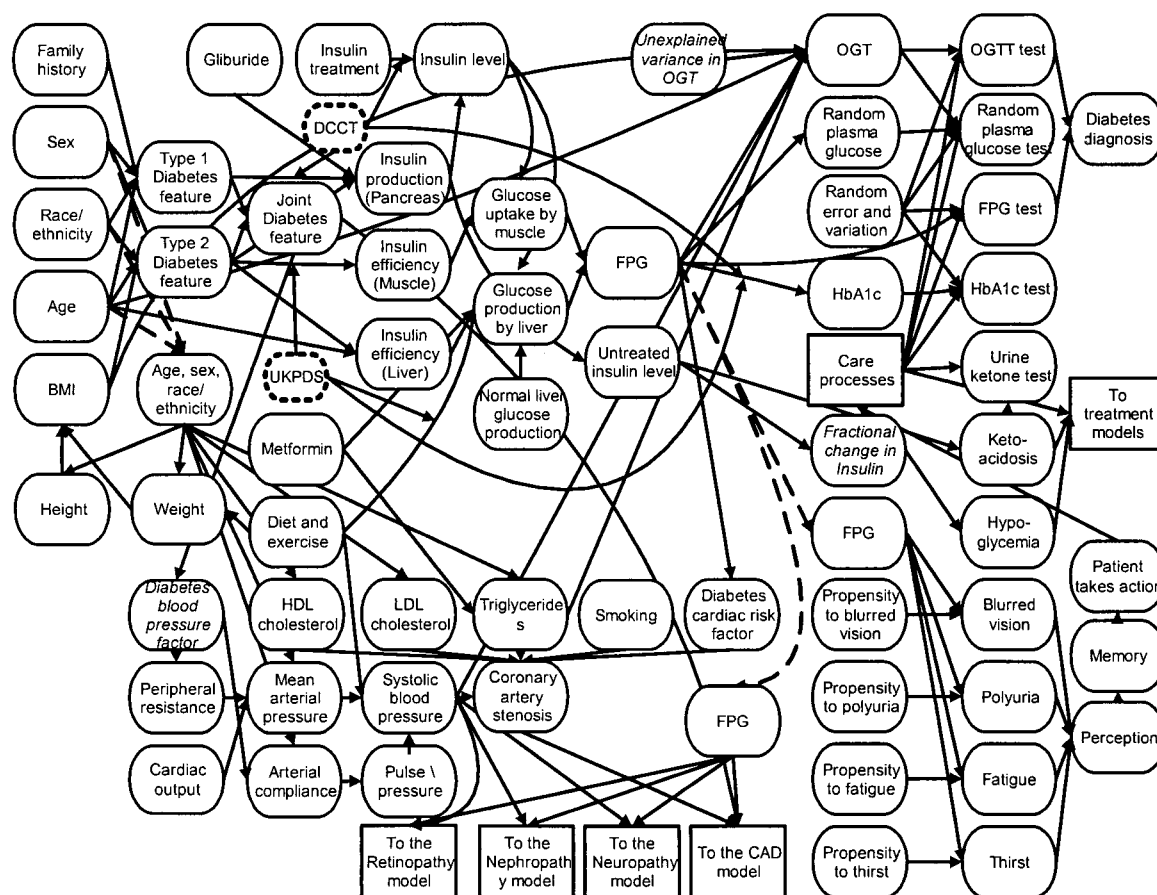 Family
history
Gliburide
Insulin
treatment
Insulin level
Unexplained
variance in
OGT
OGT
OGTT test
Sex
DCCT
Random
plasma
glucose
Random
plasma
glucose test
Diabetes
diagnosis
Type 1
Diabetes
feature
Insulin
production
(Pancreas)
Race/
ethnicity
Joint
Diabetes
feature
Glucose
uptake by
muscle
Random
error and
variation
FPG test
Type 2
Diabetes
feature
Insulin
efficiency
(Muscle)
FPG
Age
Glucose
production
by liver
HbA1c
HbA1c test
Insulin
efficiency
(Liver)
BMI
Age, sex,
race/
ethnicity
UKPDS
Untreated
insulin level
Care
processes
Urine
ketone test
To
treatment
models
Normal liver
glucose
production
Metformin
Fractional
change in
Insulin
Keto-
acidosis
Height
Weight
Diet and
exercise
FPG
Hypo-
glycemia
Patient
takes action
Diabetes
blood
pressure
factor
HDL
cholesterol
LDL
cholesterol
Triglyceride
s
Smoking
Diabetes
cardiac risk
factor
Propensity
to blurred
vision
Blurred
vision
Memory
Peripheral
resistance
Mean
arterial
pressure
Systolic
blood
pressure
Coronary
artery
stenosis
FPG
Propensity
to polyuria
Polyuria
Perception
Cardiac
output
Arterial
compliance
Pulse \
pressure
Propensity
to fatigue
Fatigue
To the
Retinopathy
model
To the
Nephropath
y model
To the
Neuropathy
model
To the CAD
model
Propensity
to thirst
Thirst